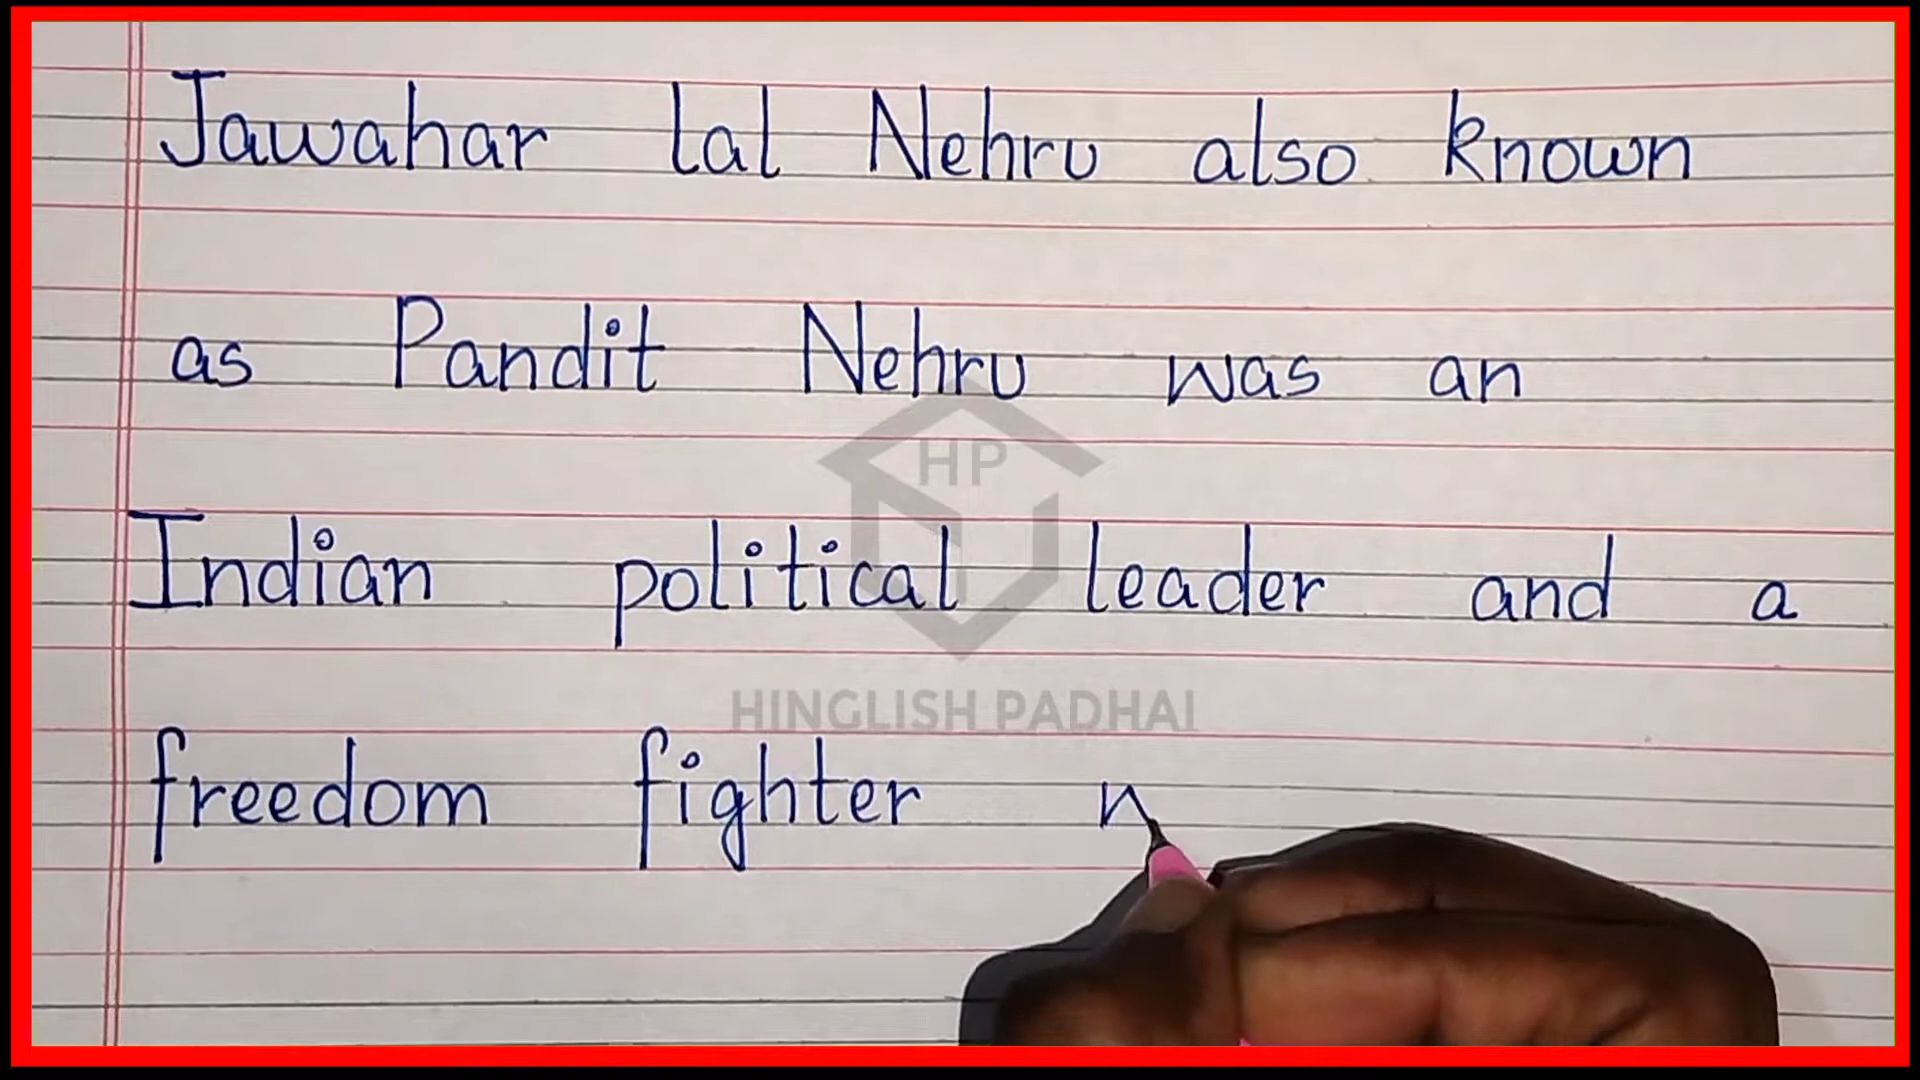 Jawahar lal Nehru also known
as Pandit Nehru was an
HP
Indian political leader and a
HINGLISH PADHAI
freedom fighter